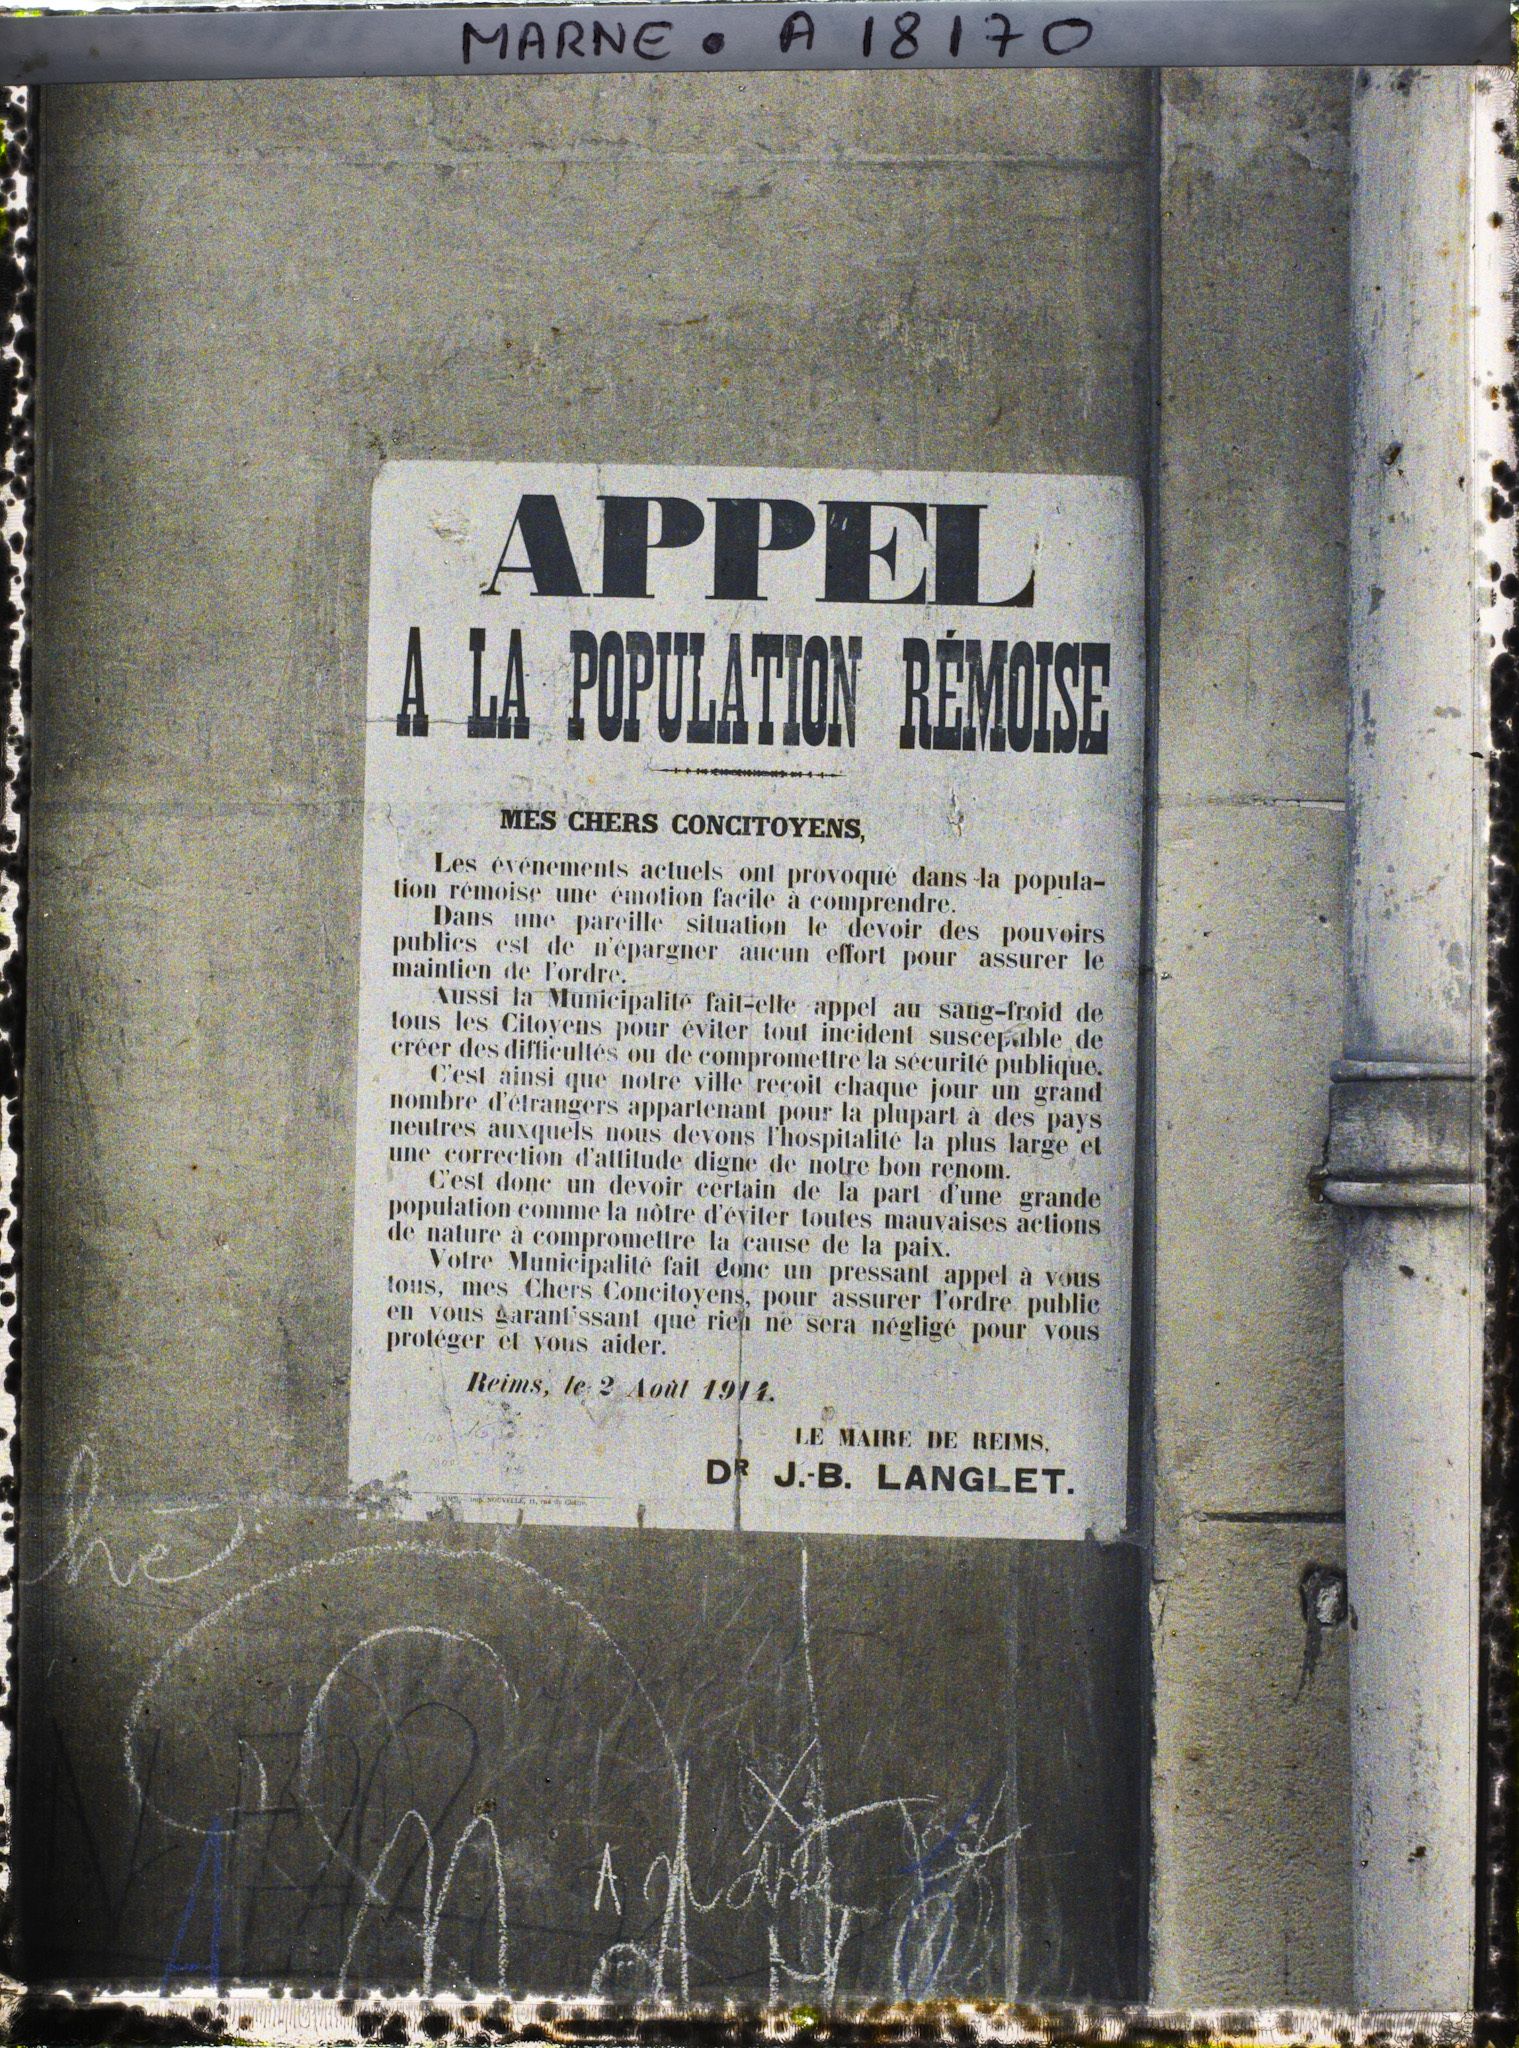 MARNE • A 18170
APPEL
A LA POPULATION RÉMOISE
MES CHERS CONCITOYENS,
Les événements actuels ont provoqué dans la popula-
tion rémoise une émotion facile à comprendre.
Dans une pareille situation le devoir des pouvoirs
publics est de n'épargner aucun effort pour assurer le
maintien de l'ordre.
Aussi la Municipalité fait-elle appel au sang-froid de
tous les Citoyens pour éviter tout incident susceptible de
créer des difficultés ou de compromettre la sécurité publique.
C'est ainsi que notre ville reçoit chaque jour un grand
nombre d'étrangers appartenant pour la plupart à des pays
neutres auxquels nous devons l'hospitalité la plus large et
une correction d'attitude digne de notre bon renom.
C'est donc un devoir certain de la part d'une grande
population comme la nôtre d'éviter toutes mauvaises actions
de nature à compromettre la cause de la paix.
Votre Municipalité fait donc un pressant appel à vous
tous, mes Chers Concitoyens, pour assurer l'ordre public
en vous garantissant que rien ne sera négligé pour vous
protéger et vous aider.
Reims, le 2 Août 1914.
LE MAIRE DE REIMS,
DR J.-B. LANGLET.
imp. NOUVELLE, 11, rue du